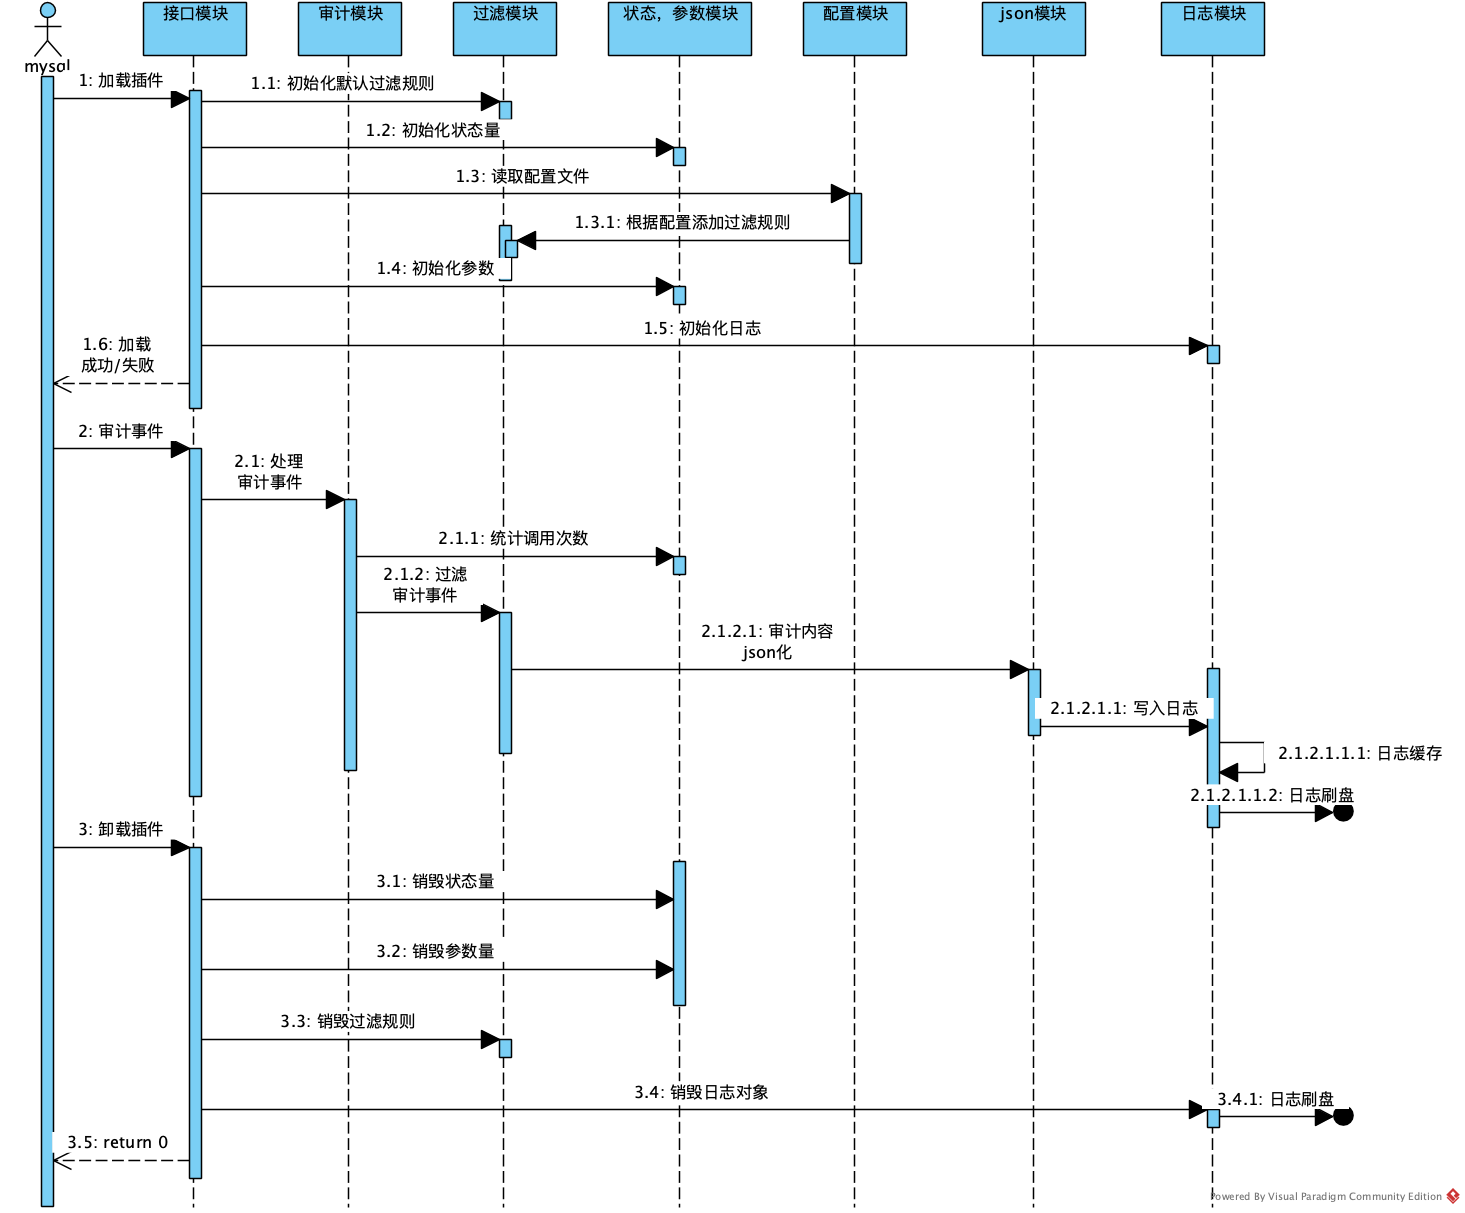 接口模块
审计模块
过滤模块
状态，参数模块
配置模块
json模块
日志模块
mysql
1: 加载插件
1.1: 初始化默认过滤规则
1.2: 初始化状态量
1.3: 读取配置文件
1.3.1: 根据配置添加过滤规则
1.4: 初始化参数
1.5: 初始化日志
1.6: 加载
成功/失败
2: 审计事件
2.1: 处理
审计事件
2.1.1: 统计调用次数
2.1.2: 过滤
审计事件
2.1.2.1: 审计内容
json化
2.1.2.1.1: 写入日志
2.1.2.1.1.1: 日志缓存
2.1.2.1.1.2: 日志刷盘
3: 卸载插件
3.1: 销毁状态量
3.2: 销毁参数量
3.3: 销毁过滤规则
3.4: 销毁日志对象
3.4.1: 日志刷盘
3.5: return 0
Powered By Visual Paradigm Community Edition